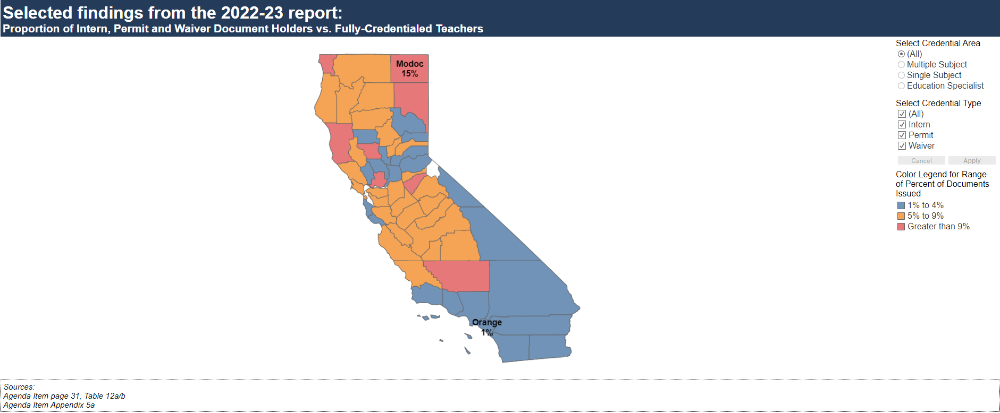 Selected findings from the 2022-23 report:
Proportion of Intern, Permit and Waiver Document Holders vs. Fully-Credentialed Teachers
Select Credential Area
(All)
Multiple Subject
Single Subject
Education Specialist
Select Credential Type
(All)
Intern
Permit
Waiver
Cancel
Apply
Color Legend for Range
of Percent of Documents
Issued
1% to 4%
5% to 9%
Greater than 9%
Modoc
15%
Orange
1%
Sources:
Agenda Item page 31, Table 12a/b
Agenda Item Appendix 5a